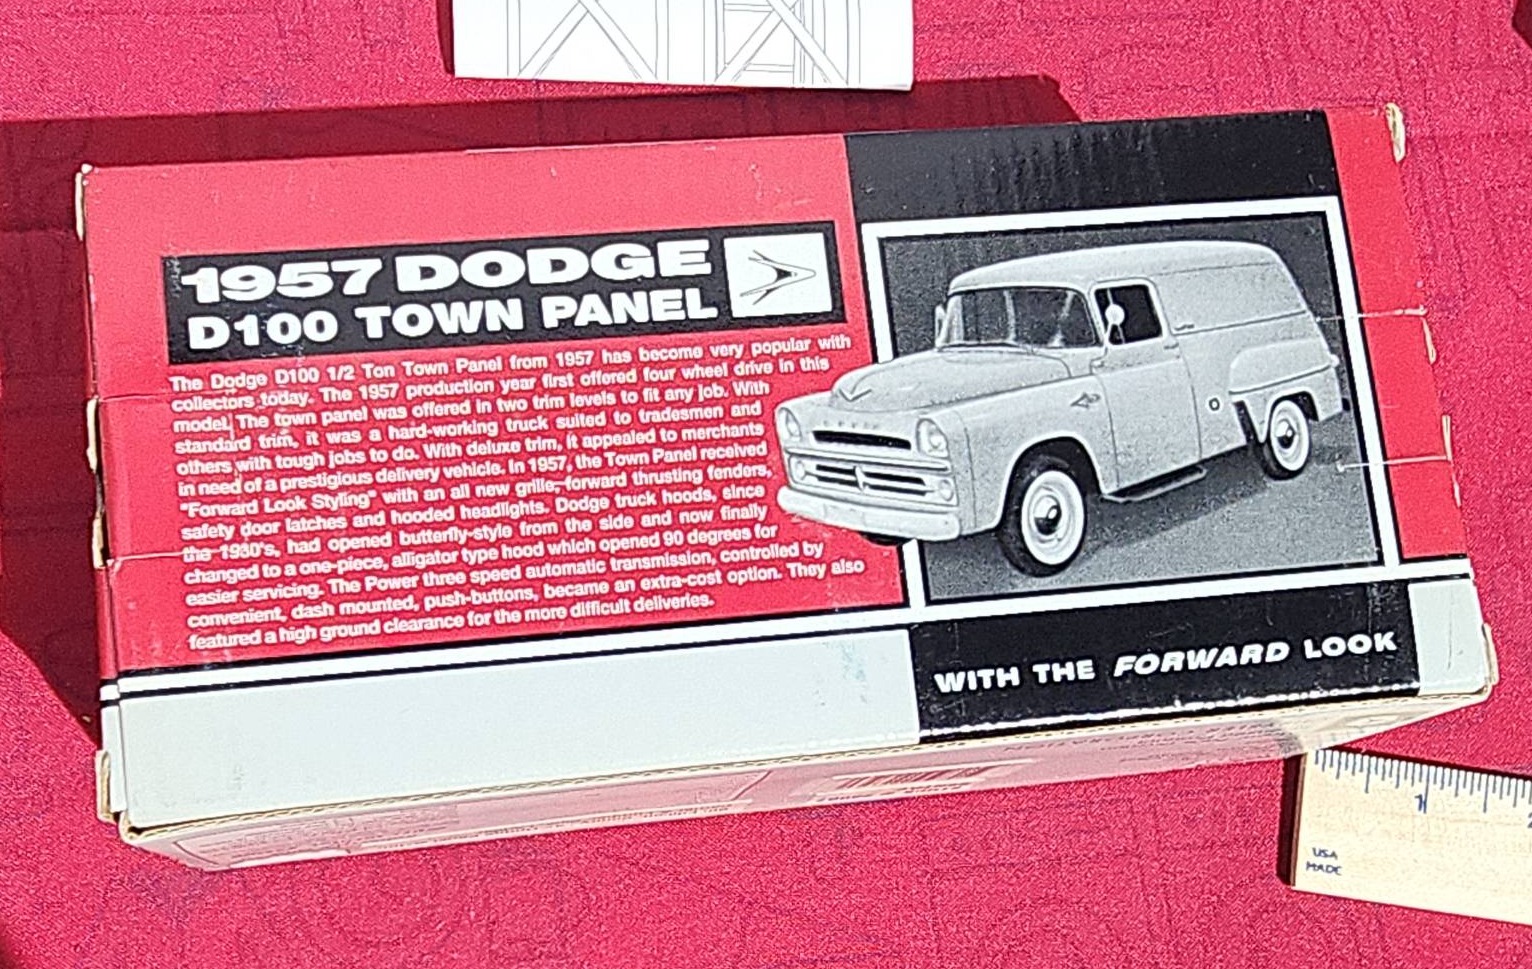 1957 DODGE
D100 TOWN PANEL
The Dodge D100 1/2 Ton Town Panel from 1957 has become very popular with
collectors today. The 1957 production year first offered four wheel drive in this
model. The town panel was offered in two trim levels to fit any job. With
standard trim, it was a hard-working truck suited to tradesmen and
others with tough jobs to do. With deluxe trim, it appealed to merchants
in need of a prestigious delivery vehicle. In 1957, the Town Panel received
"Forward Look Styling" with an all new grille, forward thrusting fenders,
safety door latches and hooded headlights. Dodge truck hoods, since
the 1930's, had opened butterfly-style from the side and now finally
changed to a one-piece, alligator type hood which opened 90 degrees for
easier servicing. The Power three speed automatic transmission, controlled by
convenient, dash mounted, push-buttons, became an extra-cost option. They also
featured a high ground clearance for the more difficult deliveries.
WITH THE FORWARD LOOK
1
USA
MADE